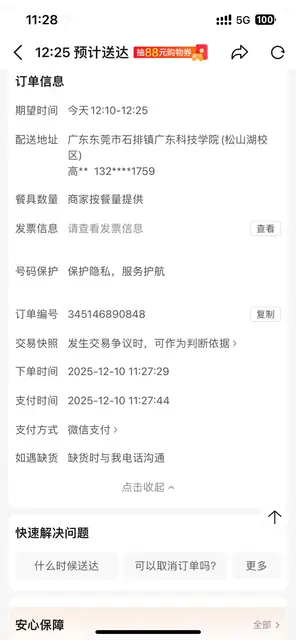 11:28
5G 100
12:25 预计送达 抽88元购物券
订单信息
期望时间 今天12:10-12:25
配送地址 广东东莞市石排镇广东科技学院 (松山湖校
区)
高** 132****1759
餐具数量 商家按餐量提供
发票信息 请查看发票信息 查看
号码保护 保护隐私，服务护航
订单编号 345146890848 复制
交易快照 发生交易争议时，可作为判断依据 >
下单时间 2025-12-10 11:27:29
支付时间 2025-12-10 11:27:44
支付方式 微信支付 >
如遇缺货 缺货时与我电话沟通
点击收起
快速解决问题
什么时候送达 可以取消订单吗? 更多
安心保障 全部 >